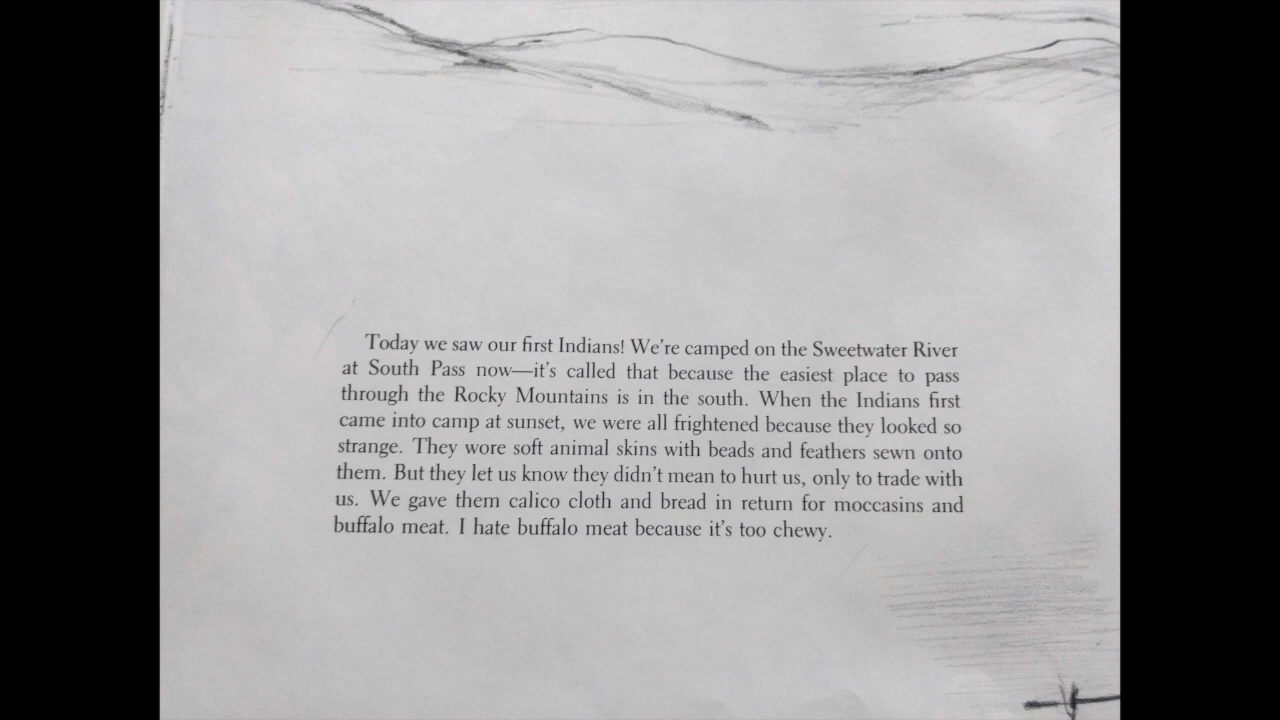 Today we saw our first Indians! We're camped on the Sweetwater River
at South Pass now—it's called that because the easiest place to pass
through the Rocky Mountains is in the south. When the Indians first
came into camp at sunset, we were all frightened because they looked so
strange. They wore soft animal skins with beads and feathers sewn onto
them. But they let us know they didn't mean to hurt us, only to trade with
us. We gave them calico cloth and bread in return for moccasins and
buffalo meat. I hate buffalo meat because it's too chewy.